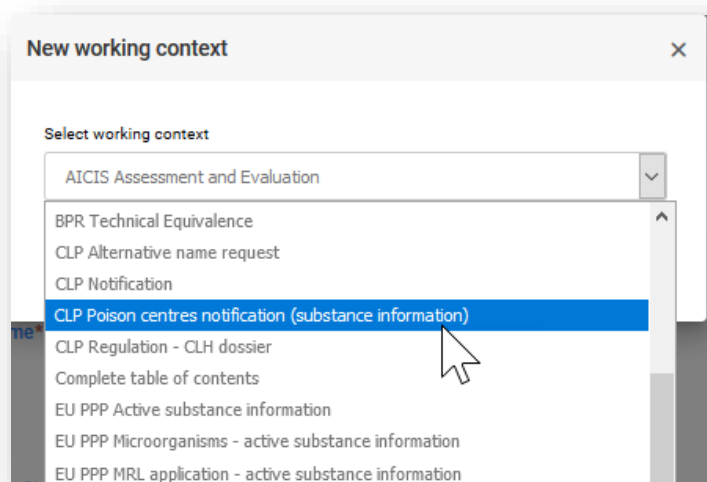 New working context
Select working context
AICIS Assessment and Evaluation
BPR Technical Equivalence
CLP Alternative name request
CLP Notification
CLP Poison centres notification (substance information)
me*
CLP Regulation - CLH dossier
Complete table of contents
EU PPP Active substance information
EU PPP Microorganisms - active substance information
EU PPP MRL application - active substance information